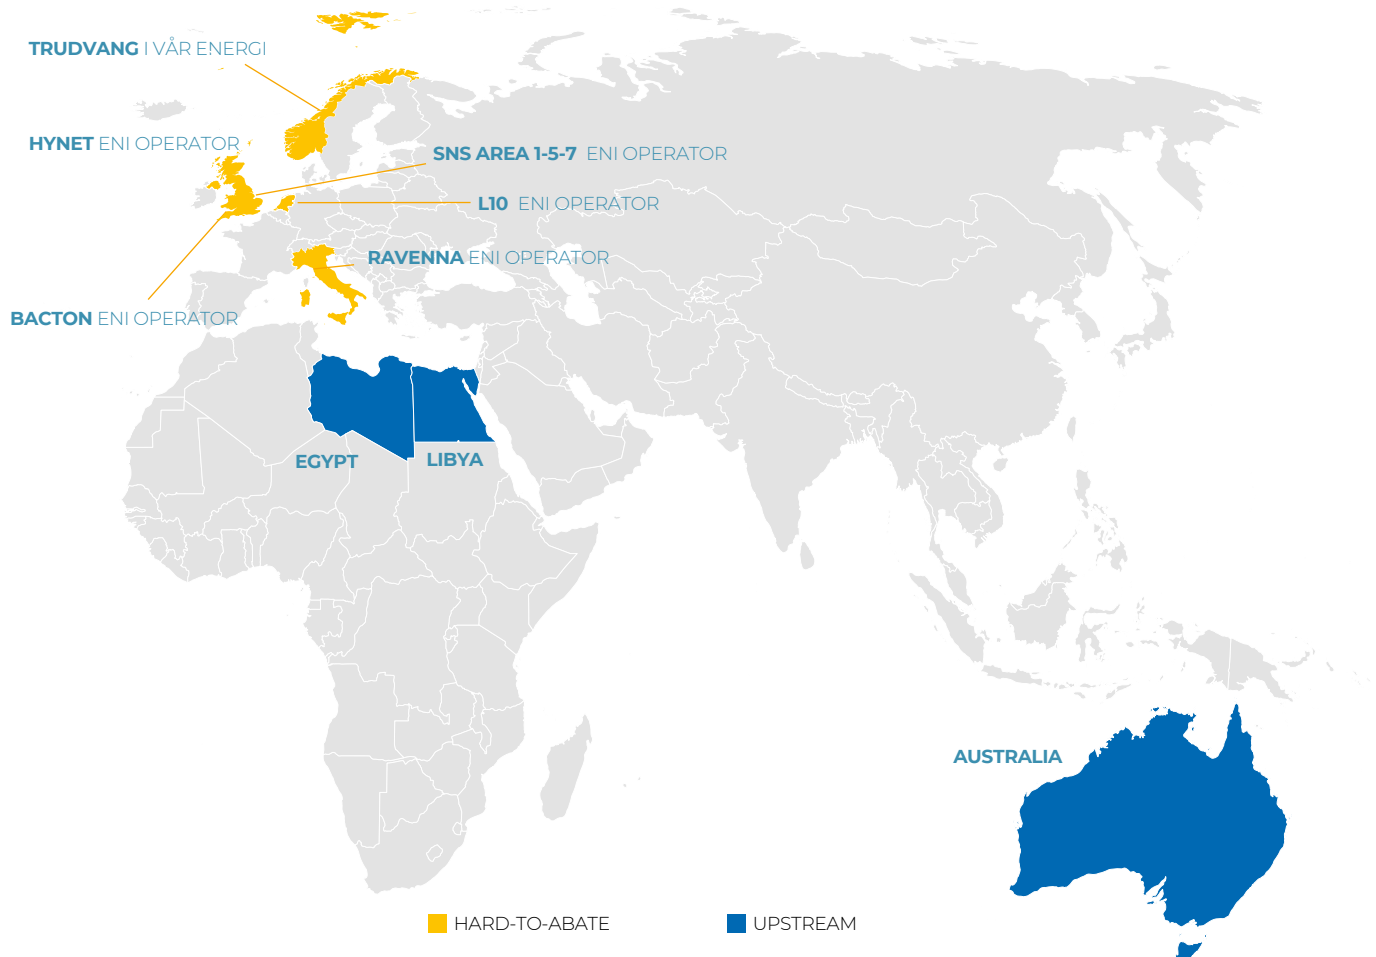 TRUDVANG I VÅR ENERGI
HYNET ENI OPERATOR
SNS AREA 1-5-7 ENI OPERATOR
L10 ENI OPERATOR
RAVENNA ENI OPERATOR
BACTON ENI OPERATOR
EGYPT
LIBYA
AUSTRALIA
HARD-TO-ABATE
UPSTREAM